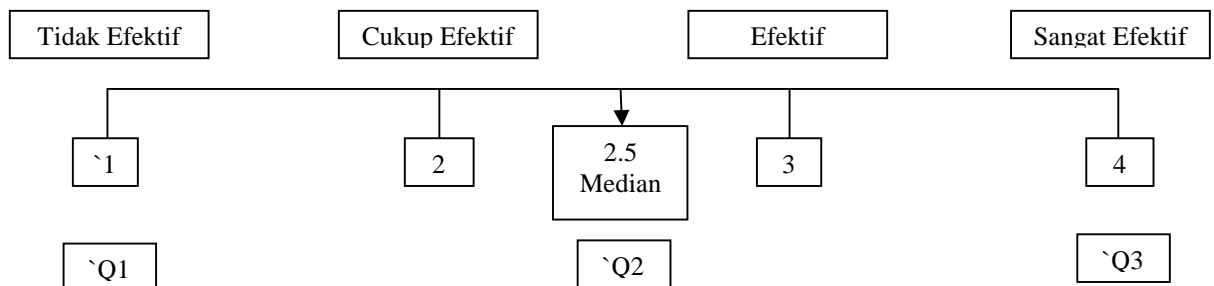 Tidak Efektif
Cukup Efektif
Efektif
Sangat Efektif
`1
2
2.5
Median
3
4
`Q1
`Q2
`Q3